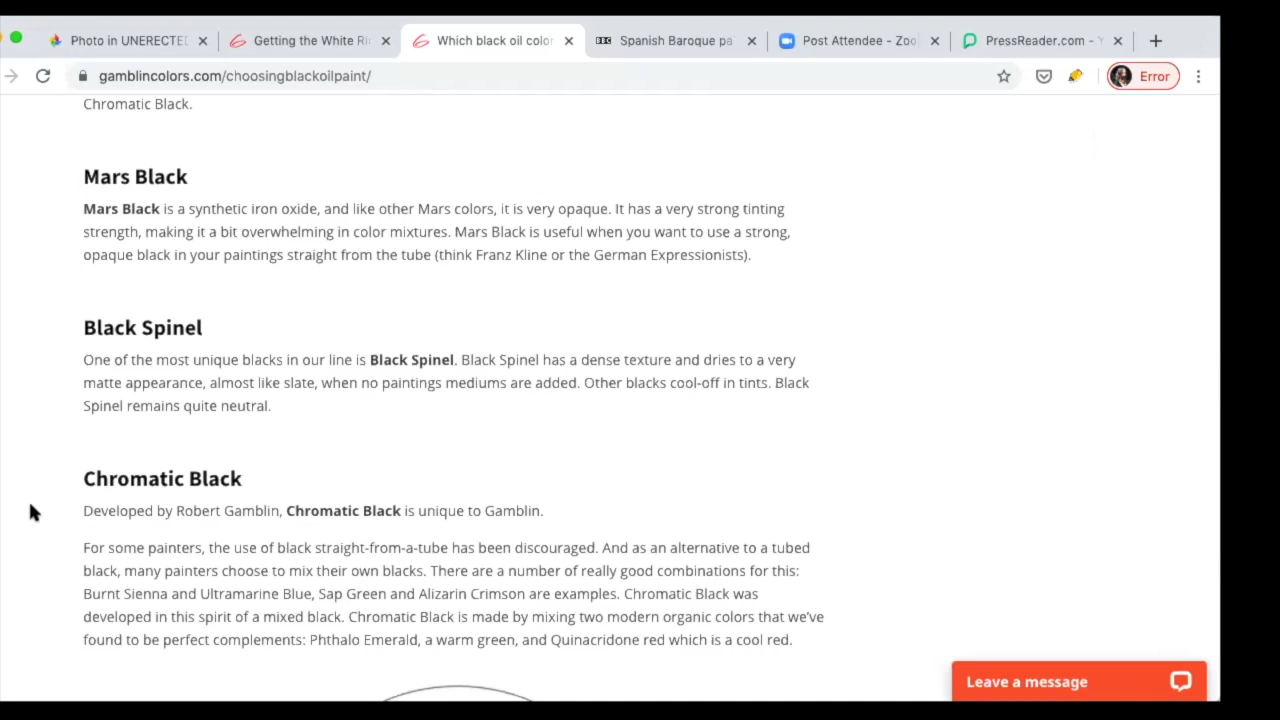 Photo in UNERECTED
Getting the White Ri
Which black oil color
Spanish Baroque pa
Post Attendee - Zoo
PressReader.com - Y
gamblincolors.com/choosingblackoilpaint/
Error
Chromatic Black.
Mars Black
Mars Black is a synthetic iron oxide, and like other Mars colors, it is very opaque. It has a very strong tinting
strength, making it a bit overwhelming in color mixtures. Mars Black is useful when you want to use a strong,
opaque black in your paintings straight from the tube (think Franz Kline or the German Expressionists).
Black Spinel
One of the most unique blacks in our line is Black Spinel. Black Spinel has a dense texture and dries to a very
matte appearance, almost like slate, when no paintings mediums are added. Other blacks cool-off in tints. Black
Spinel remains quite neutral.
Chromatic Black
Developed by Robert Gamblin, Chromatic Black is unique to Gamblin.
For some painters, the use of black straight-from-a-tube has been discouraged. And as an alternative to a tubed
black, many painters choose to mix their own blacks. There are a number of really good combinations for this:
Burnt Sienna and Ultramarine Blue, Sap Green and Alizarin Crimson are examples. Chromatic Black was
developed in this spirit of a mixed black. Chromatic Black is made by mixing two modern organic colors that we've
found to be perfect complements: Phthalo Emerald, a warm green, and Quinacridone red which is a cool red.
Leave a message